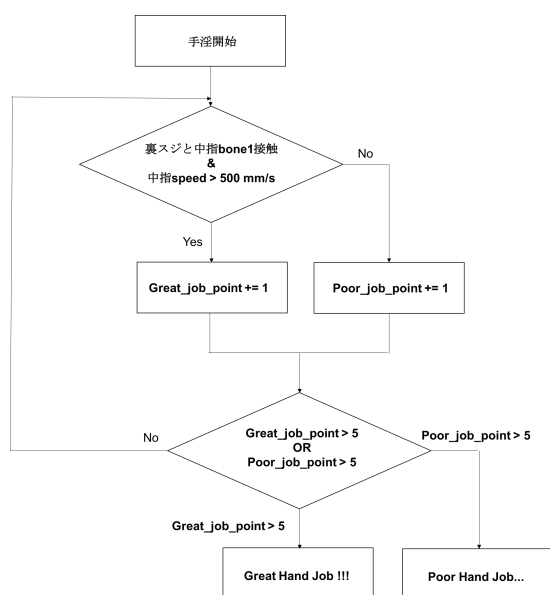 手淫開始
裏スジと中指bone1接触
&
中指speed > 500 mm/s
No
Yes
Great_job_point += 1
Poor_job_point += 1
Great_job_point > 5
OR
Poor_job_point > 5
No
Poor_job_point > 5
Great_job_point > 5
Great Hand Job !!!
Poor Hand Job...